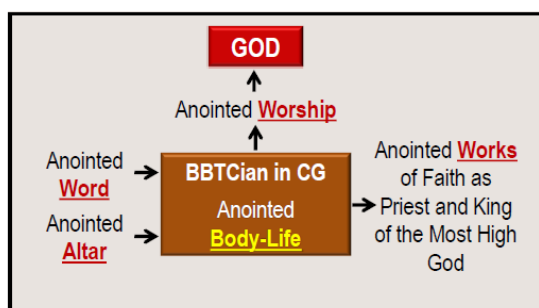 GOD
Anointed Worship
Anointed
Word
Anointed
Altar
BBTCian in CG
Anointed
Body-Life
Anointed Works
of Faith as
Priest and King
of the Most High
God